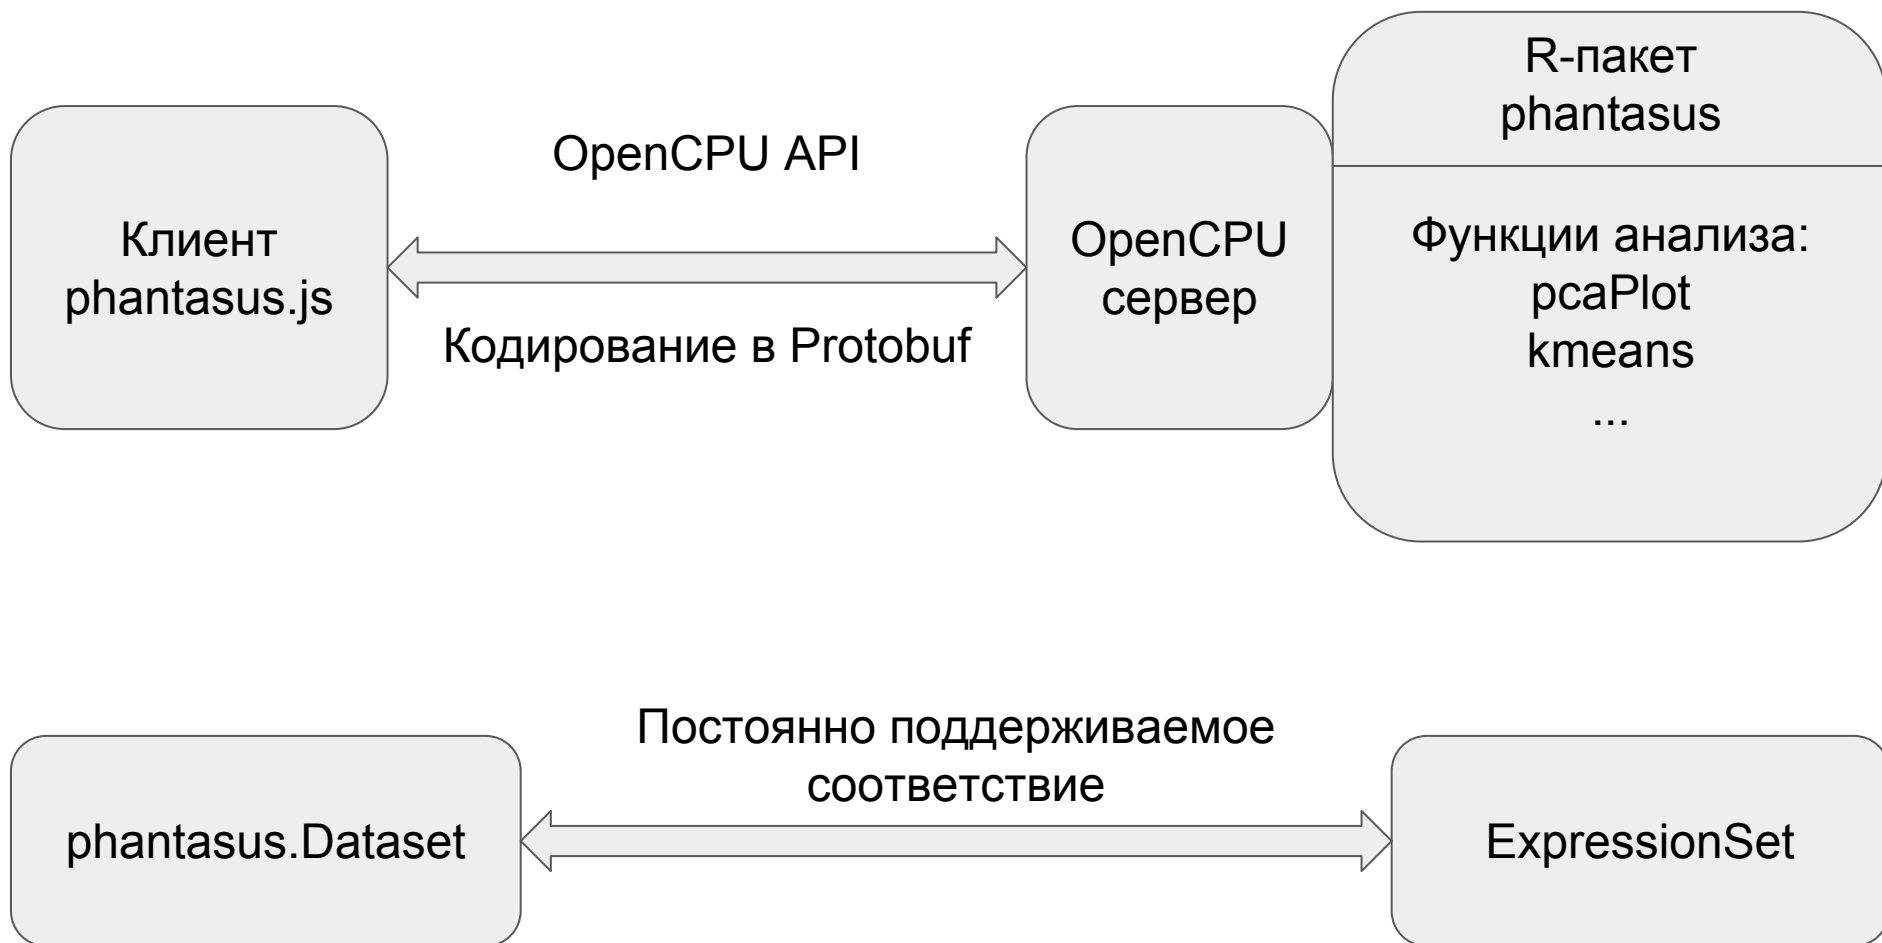 Клиент
phantasus.js
OpenCPU API
Кодирование в Protobuf
OpenCPU
сервер
R-пакет
phantasus
Функции анализа:
pcaPlot
kmeans
...
phantasus.Dataset
Постоянно поддерживаемое
соответствие
ExpressionSet